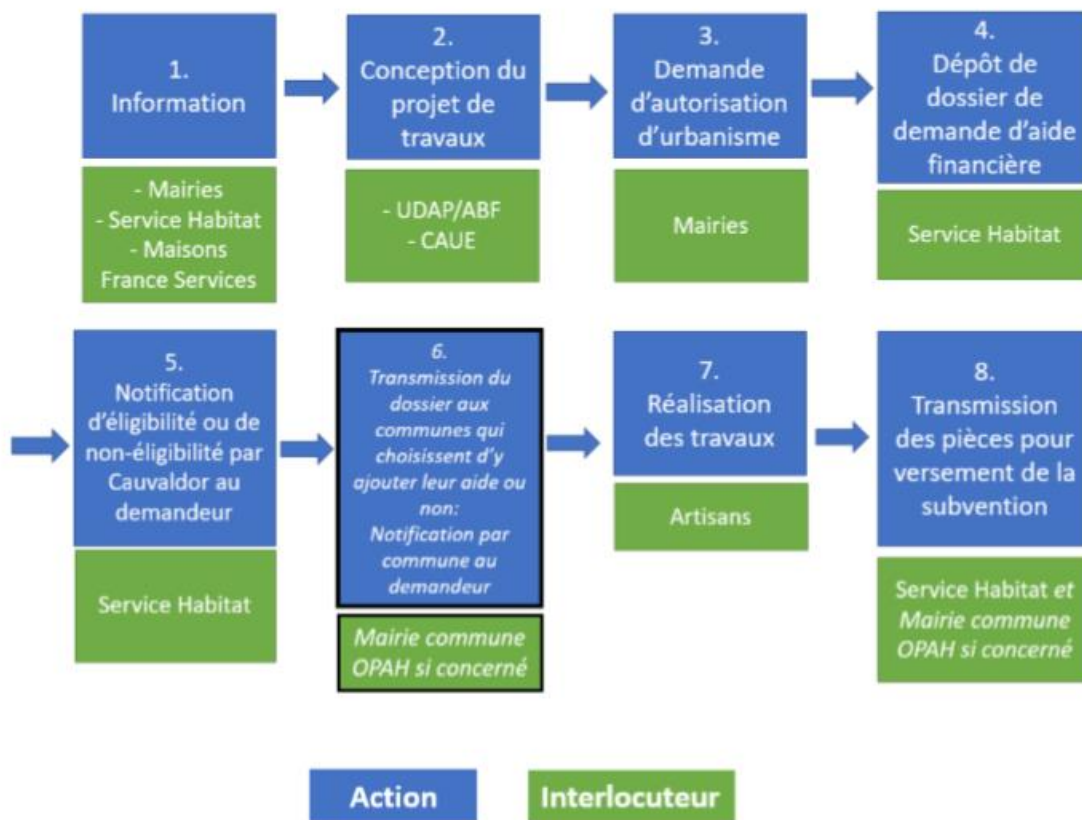 1.
Information
- Mairies
- Service Habitat
- Maisons
France Services
2.
Conception du
projet de
travaux
- UDAP/ABF
- CAUE
3.
Demande
d'autorisation
d'urbanisme
Mairies
4.
Dépôt de
dossier de
demande d'aide
financière
Service Habitat
5.
Notification
d'éligibilité ou de
non-éligibilité par
Cauvaldor au
demandeur
Service Habitat
6.
Transmission du
dossier aux
communes qui
choisissent d'y
ajouter leur aide ou
non:
Notification par
commune au
demandeur
Mairie commune
OPAH si concerné
7.
Réalisation
des travaux
Artisans
8.
Transmission
des pièces pour
versement de la
subvention
Service Habitat et
Mairie commune
OPAH si concerné
Action
Interlocuteur